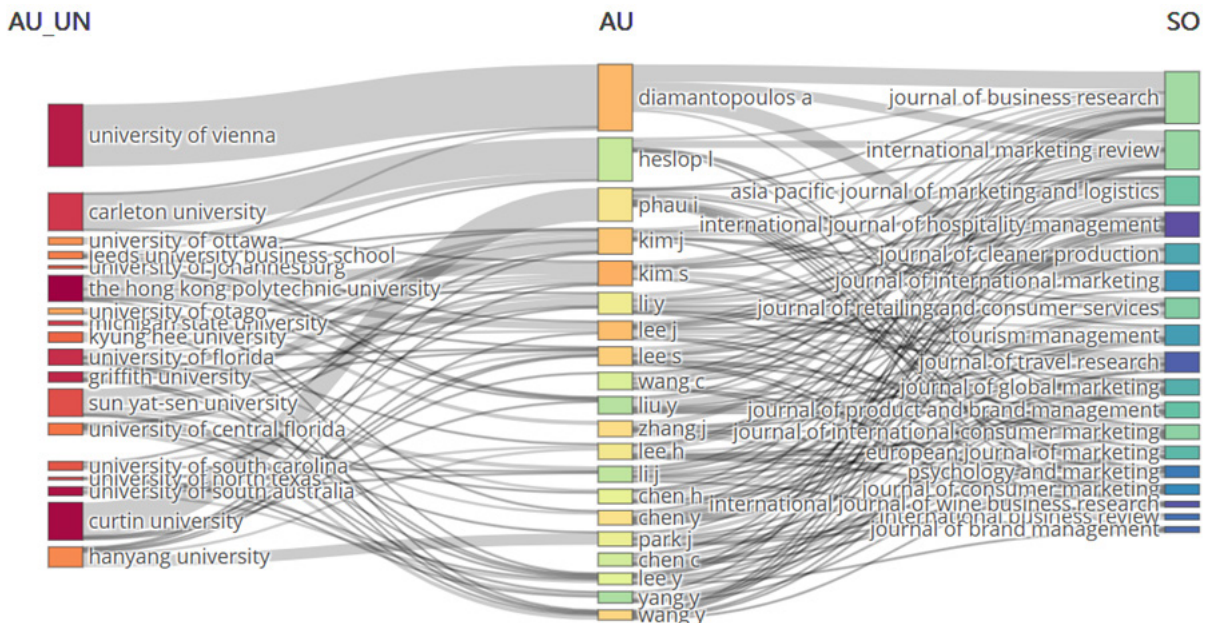 AU_UN
AU
SO
university of vienna
carleton university
university of ottawa
leeds university business school
university of johannesburg
the hong kong polytechnic university
university of otago
michigan state university
kyung hee university
university of florida
griffith university
sun yat-sen university
university of central florida
university of south carolina
university of north texas
university of south australia
curtin university
hanyang university
diamantopoulos a
heslop l
phau i
kim j
kim s
li y
lee j
lee s
wang c
liu y
zhang j
lee h
li j
chen h
chen y
park j
chen c
lee y
yang y
wang y
journal of business research
international marketing review
asia pacific journal of marketing and logistics
international journal of hospitality management
journal of cleaner production
journal of international marketing
journal of retailing and consumer services
tourism management
journal of travel research
journal of global marketing
journal of product and brand management
journal of international consumer marketing
european journal of marketing
psychology and marketing
journal of consumer marketing
international journal of wine business research
international business review
journal of brand management